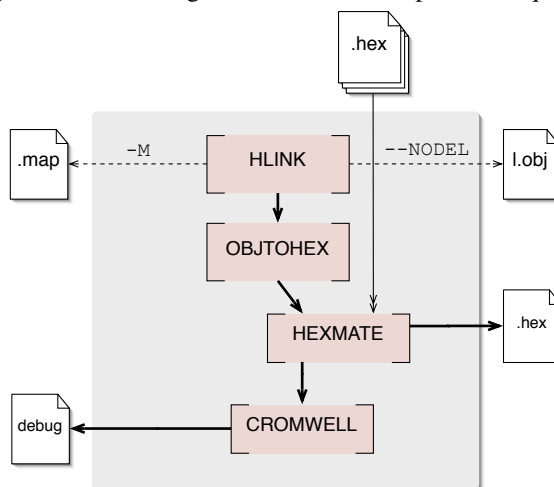 .hex
.map
-M
HLINK
--NODEL
l.obj
OBJTOHEX
HEXMATE
.hex
debug
CROMWELL